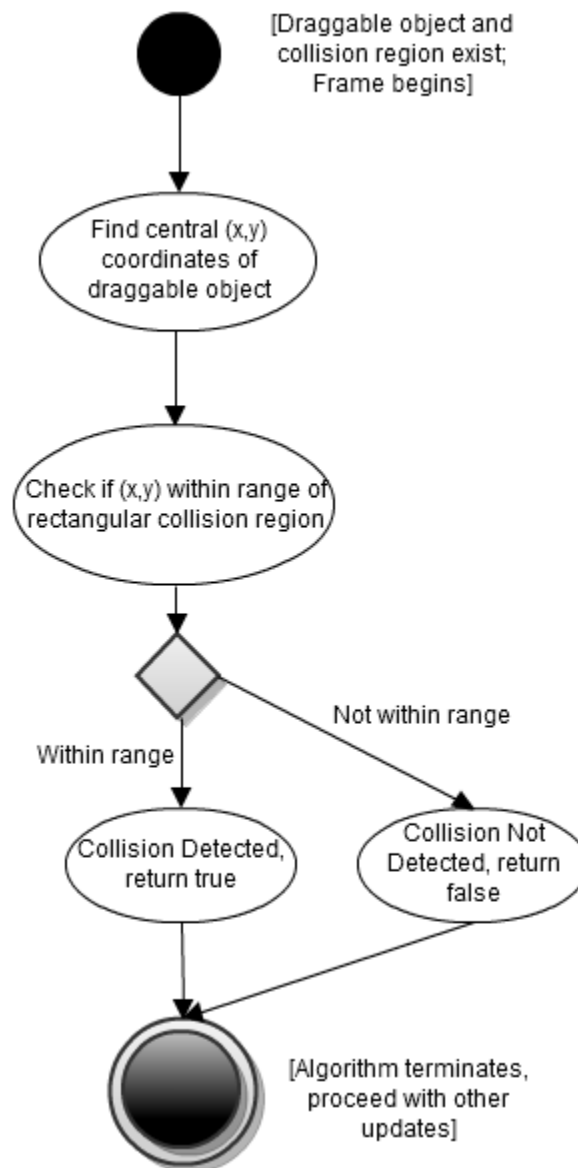 [Draggable object and
collision region exist;
Frame begins]
Find central (x,y)
coordinates of
draggable object
Check if (x,y) within range of
rectangular collision region
Not within range
Within range
Collision Detected,
return true
Collision Not
Detected, return
false
[Algorithm terminates,
proceed with other
updates]